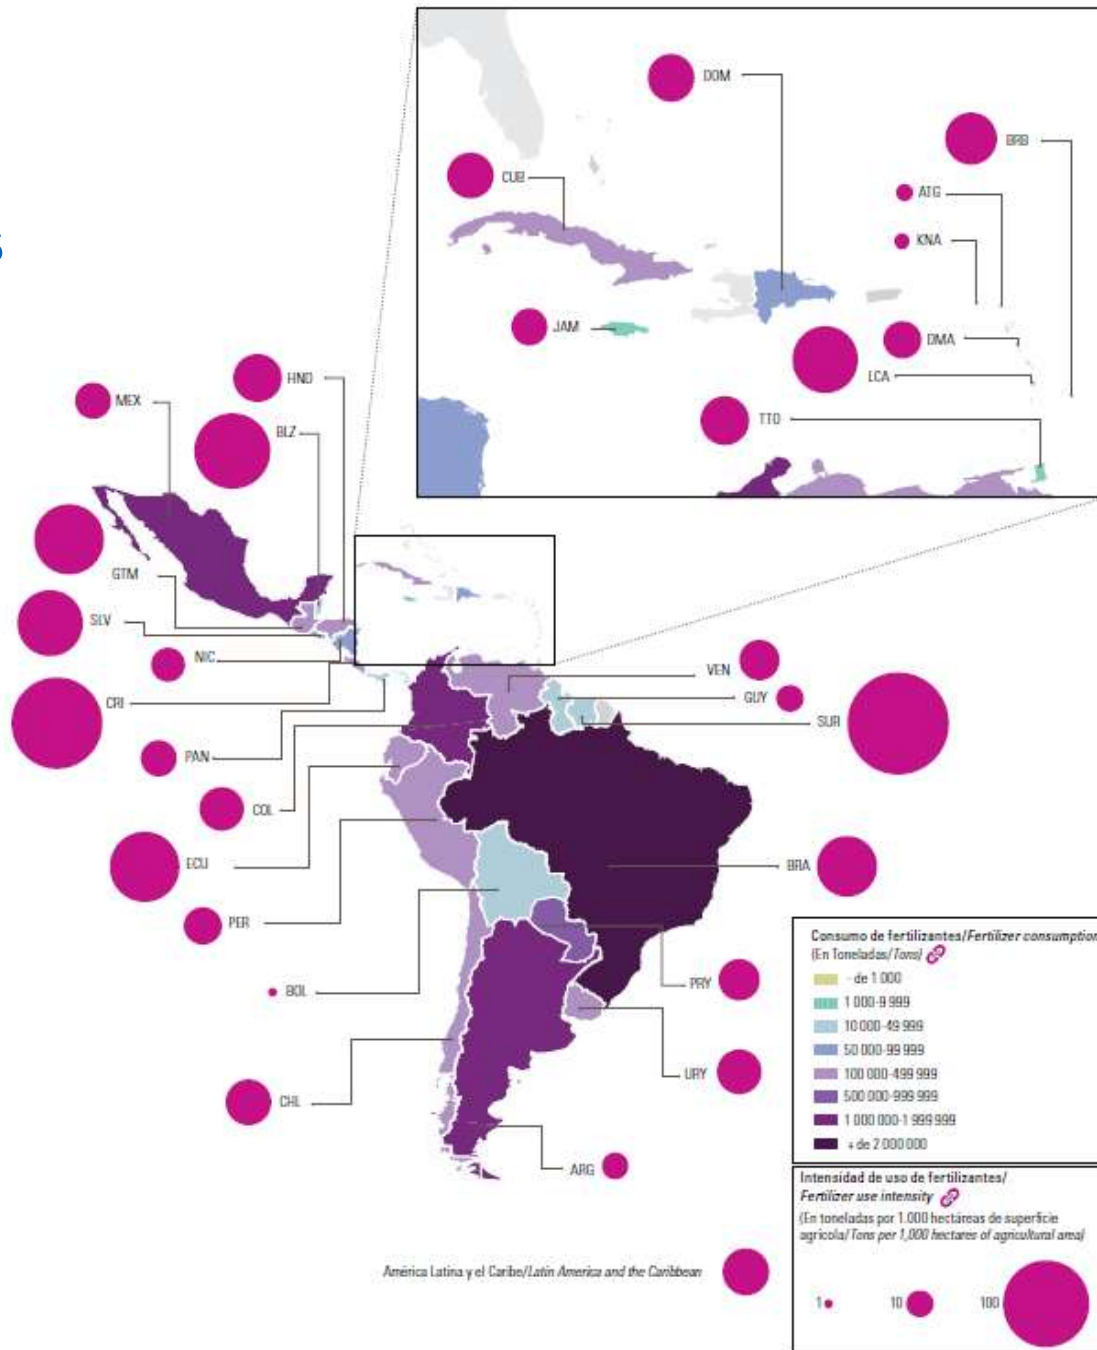 DOM
BRB
CUB
ATG
KNA
JAM
DMA
LCA
TTO
HND
MEX
BLZ
GTM
SLV
NIC
VEN
GUY
CRI
SUR
PAN
COL
ECU
BRA
PER
BOL
PRY
URY
CHL
ARG
Consumo de fertilizantes/Fertilizer consumption
(En Toneladas/Tons)
- de 1 000
1 000-9 999
10 000-49 999
50 000-99 999
100 000-499 999
500 000-999 999
1 000 000-1 999 999
+ de 2 000 000
Intensidad de uso de fertilizantes/
Fertilizer use intensity
(En toneladas por 1.000 hectáreas de superficie
agrícola/Tons per 1,000 hectares of agricultural area)
1
10
100
América Latina y el Caribe/Latin America and the Caribbean